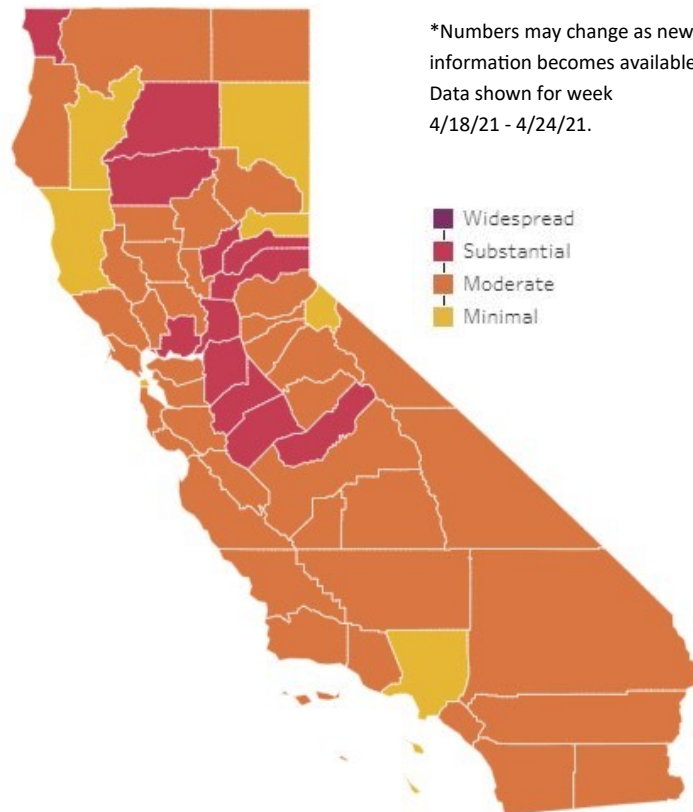 *Numbers may change as new
information becomes available.
Data shown for week
4/18/21 - 4/24/21.
Widespread
Substantial
Moderate
Minimal